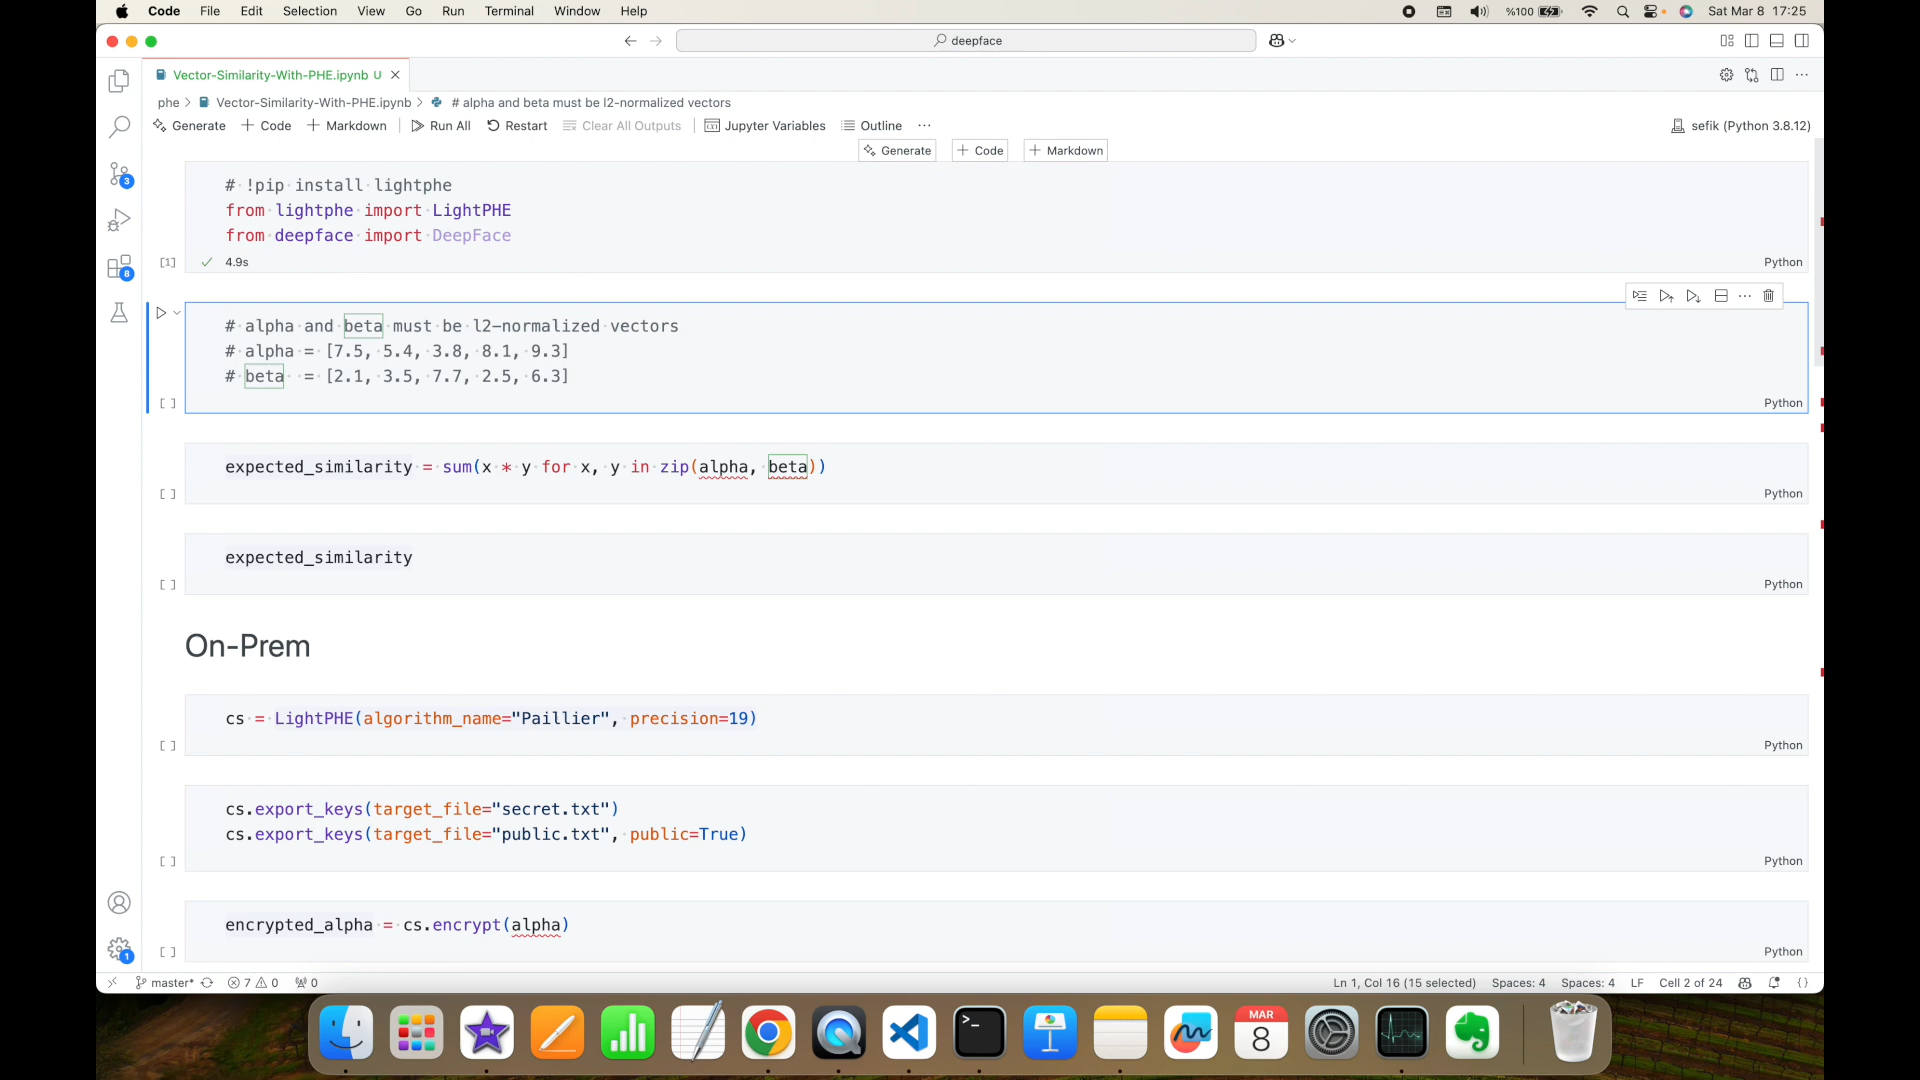 Code File Edit Selection View Go Run Terminal Window Help %100 Sat Mar 8 17:25
deepface
Vector-Similarity-With-PHE.ipynb U
phe > Vector-Similarity-With-PHE.ipynb > # alpha and beta must be l2-normalized vectors
Generate + Code + Markdown Run All Restart Clear All Outputs Jupyter Variables Outline ... sefik (Python 3.8.12)
Generate + Code + Markdown
# !pip install lightphe
from lightphe import LightPHE
from deepface import DeepFace
[1] 4.9s Python
# alpha and beta must be l2-normalized vectors
# alpha = [7.5, 5.4, 3.8, 8.1, 9.3]
# beta  = [2.1, 3.5, 7.7, 2.5, 6.3]
[ ] Python
expected_similarity = sum(x * y for x, y in zip(alpha, beta))
[ ] Python
expected_similarity
[ ] Python
On-Prem
cs = LightPHE(algorithm_name="Paillier", precision=19)
[ ] Python
cs.export_keys(target_file="secret.txt")
cs.export_keys(target_file="public.txt", public=True)
[ ] Python
encrypted_alpha = cs.encrypt(alpha)
[ ] Python
3
8
1
master* 7 0 0 Ln 1, Col 16 (15 selected) Spaces: 4 Spaces: 4 LF Cell 2 of 24
MAR
8